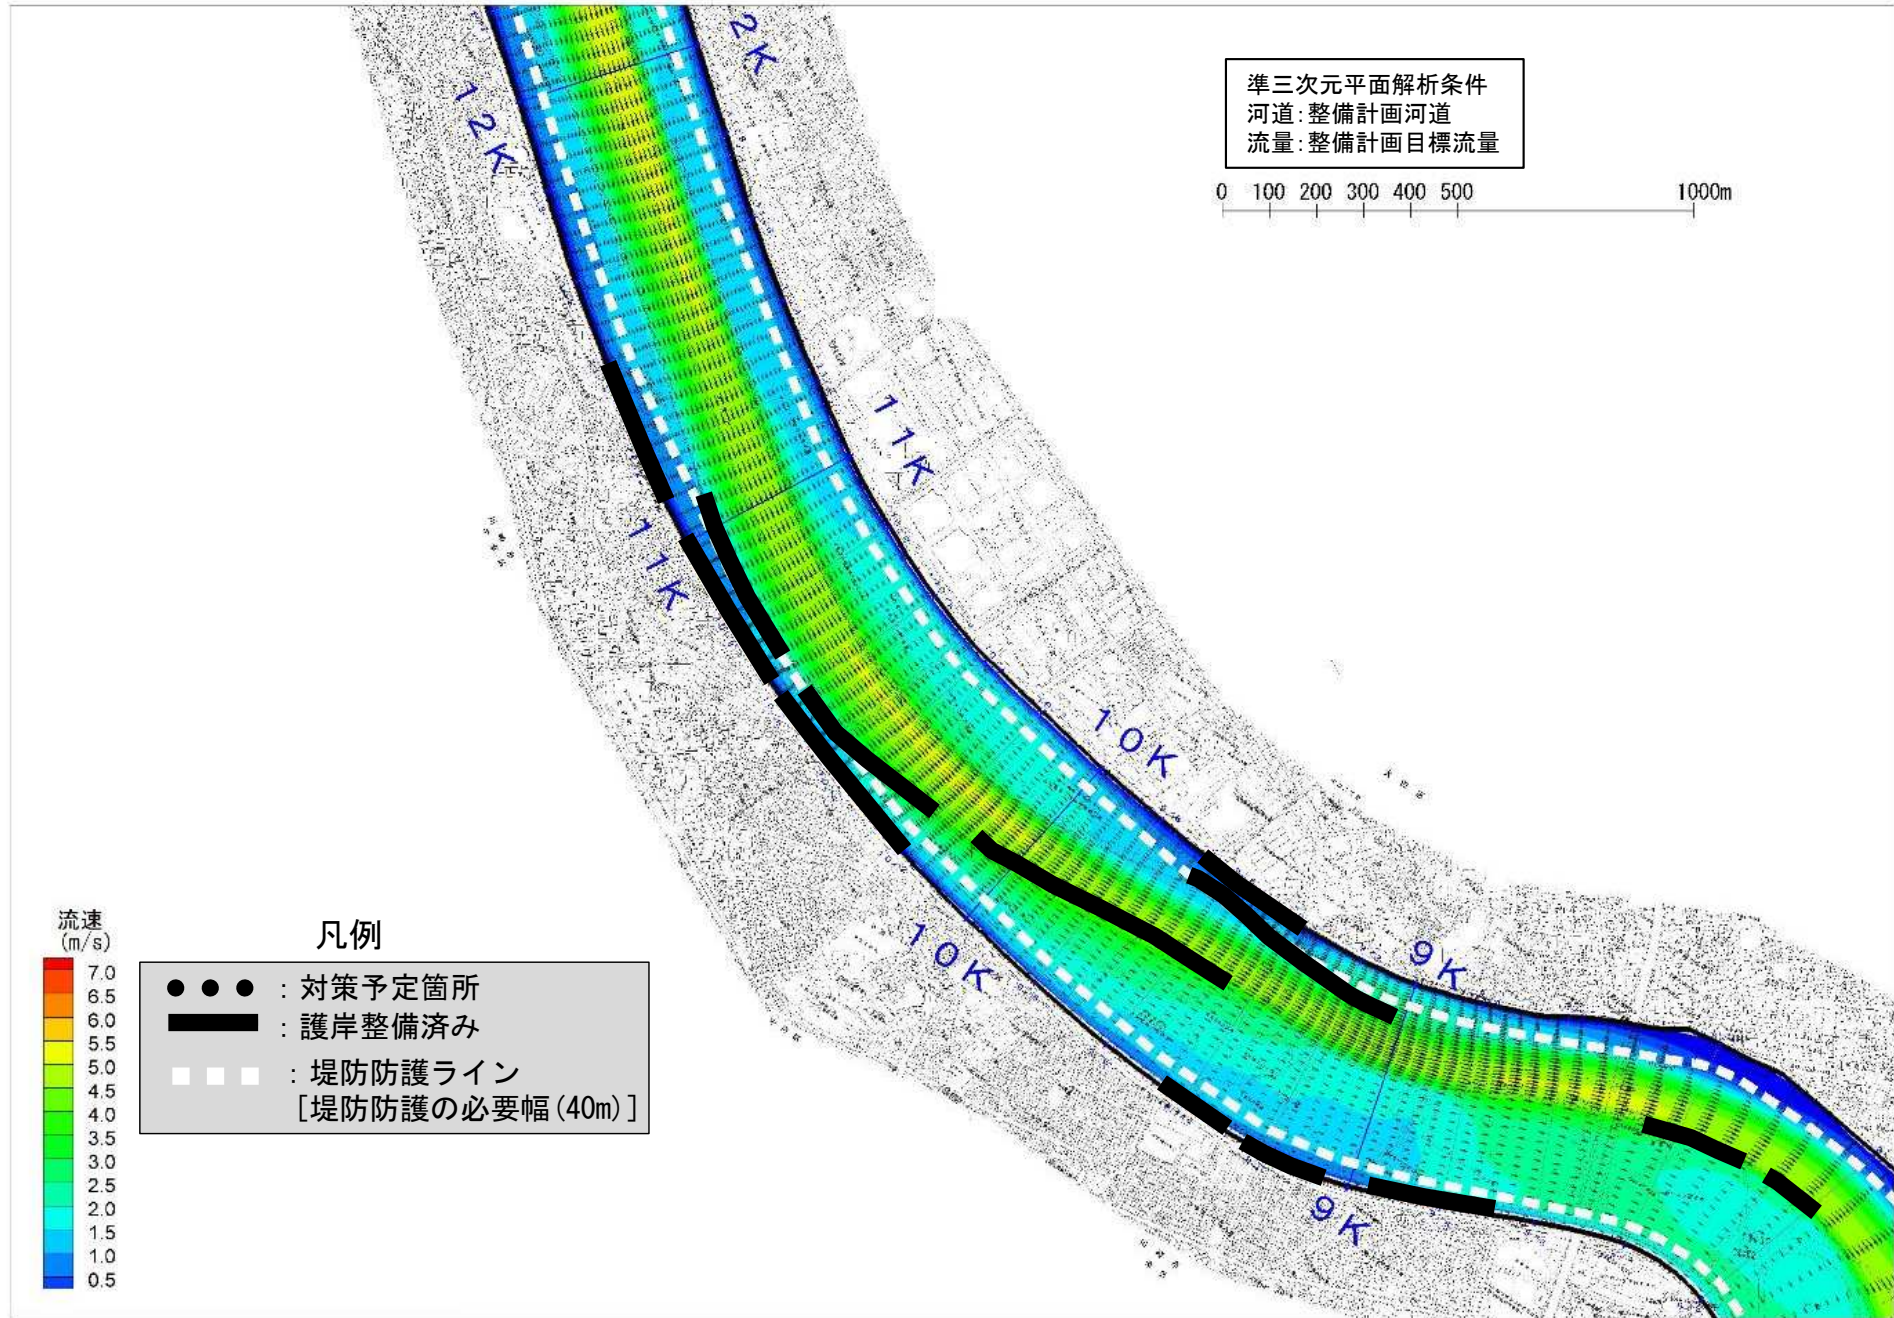 準三次元平面解析条件
河道：整備計画河道
流量：整備計画目標流量
0 100 200 300 400 500 1000m
2K
12K
11K
11K
10K
10K
9K
9K
流速
(m/s)
7.0
6.5
6.0
5.5
5.0
4.5
4.0
3.5
3.0
2.5
2.0
1.5
1.0
0.5
凡例
：対策予定箇所
：護岸整備済み
：堤防防護ライン
［堤防防護の必要幅(40m)］